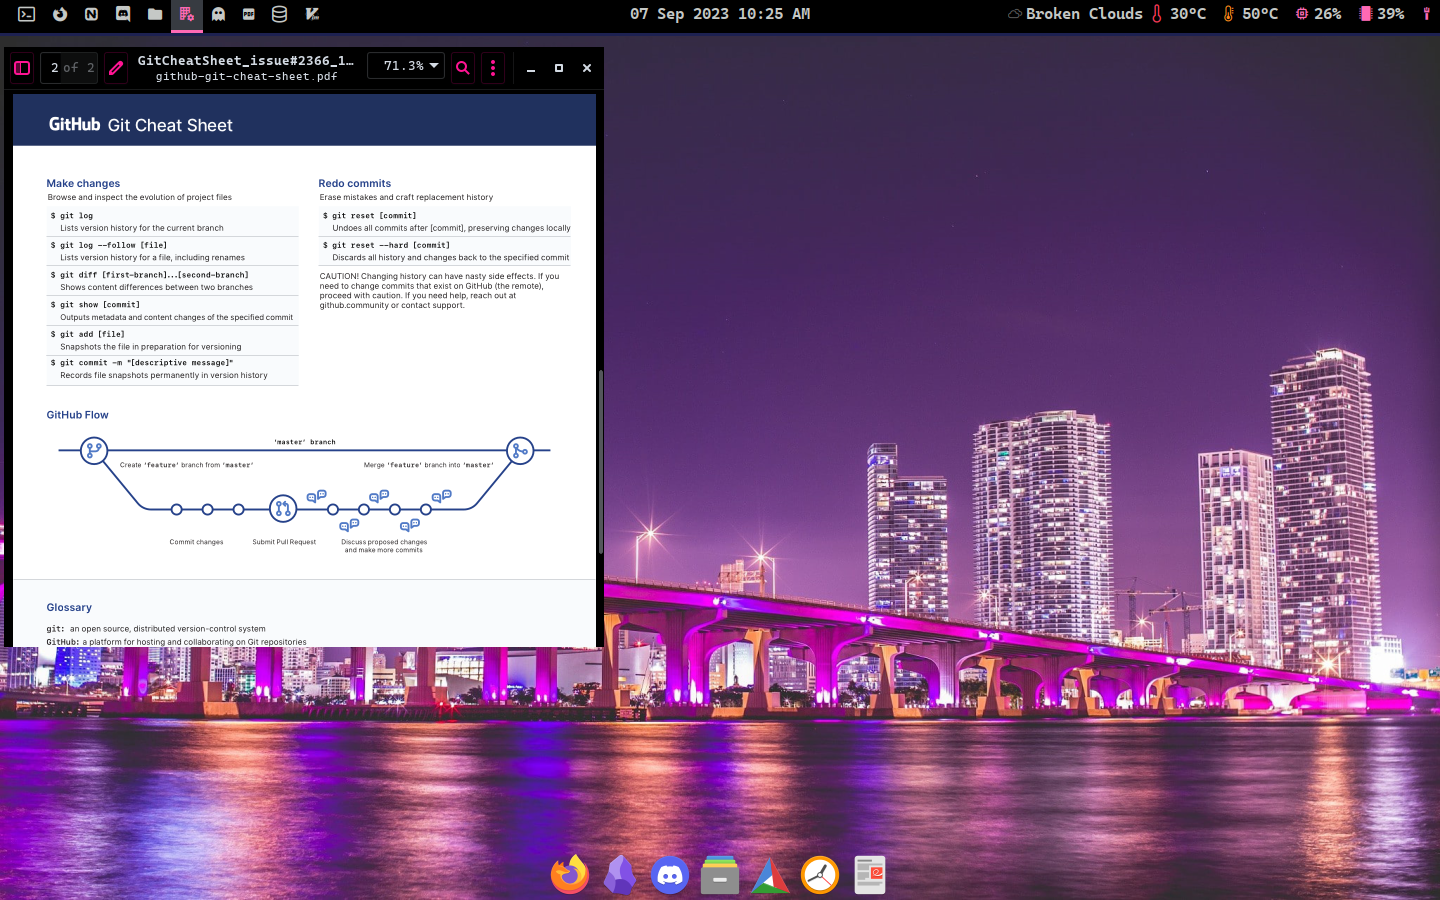 07 Sep 2023 10:25 AM
Broken Clouds 30°C 50°C 26% 39%
PDF
2 of 2
GitCheatSheet_issue#2366_1…
github-git-cheat-sheet.pdf
71.3%
GitHub Git Cheat Sheet
Make changes
Browse and inspect the evolution of project files
$ git log
Lists version history for the current branch
$ git log --follow [file]
Lists version history for a file, including renames
$ git diff [first-branch]...[second-branch]
Shows content differences between two branches
$ git show [commit]
Outputs metadata and content changes of the specified commit
$ git add [file]
Snapshots the file in preparation for versioning
$ git commit -m "[descriptive message]"
Records file snapshots permanently in version history
Redo commits
Erase mistakes and craft replacement history
$ git reset [commit]
Undoes all commits after [commit], preserving changes locally
$ git reset --hard [commit]
Discards all history and changes back to the specified commit
CAUTION! Changing history can have nasty side effects. If you
need to change commits that exist on GitHub (the remote),
proceed with caution. If you need help, reach out at
github.community or contact support.
GitHub Flow
‘master’ branch
Create ‘feature’ branch from ‘master’
Merge ‘feature’ branch into ‘master’
Commit changes
Submit Pull Request
Discuss proposed changes
and make more commits
Glossary
git: an open source, distributed version-control system
GitHub: a platform for hosting and collaborating on Git repositories